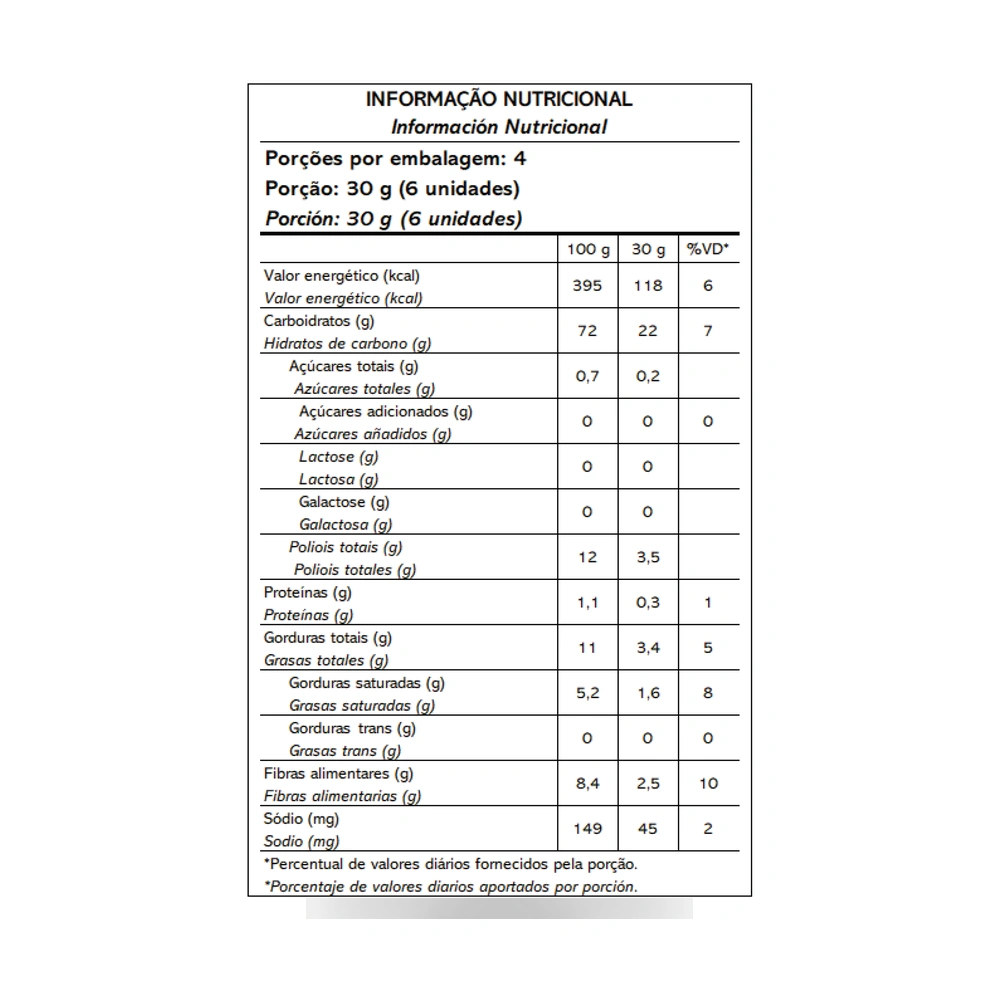 INFORMAÇÃO NUTRICIONAL
Información Nutricional
Porções por embalagem: 4
Porção: 30 g (6 unidades)
Porción: 30 g (6 unidades)
100 g 30 g %VD*
Valor energético (kcal)
Valor energético (kcal)
395 118 6
Carboidratos (g)
Hidratos de carbono (g)
72 22 7
Açúcares totais (g)
Azúcares totales (g)
0,7 0,2
Açúcares adicionados (g)
Azúcares añadidos (g)
0 0 0
Lactose (g)
Lactosa (g)
0 0
Galactose (g)
Galactosa (g)
0 0
Poliois totais (g)
Poliois totales (g)
12 3,5
Proteínas (g)
Proteínas (g)
1,1 0,3 1
Gorduras totais (g)
Grasas totales (g)
11 3,4 5
Gorduras saturadas (g)
Grasas saturadas (g)
5,2 1,6 8
Gorduras trans (g)
Grasas trans (g)
0 0 0
Fibras alimentares (g)
Fibras alimentarias (g)
8,4 2,5 10
Sódio (mg)
Sodio (mg)
149 45 2
*Percentual de valores diários fornecidos pela porção.
*Porcentaje de valores diarios aportados por porción.